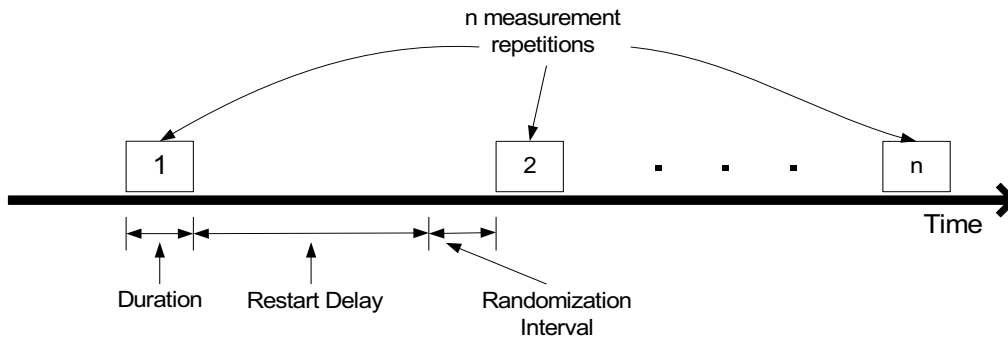 n measurement
repetitions
1
2
. . .
n
Time
Duration
Restart Delay
Randomization
Interval